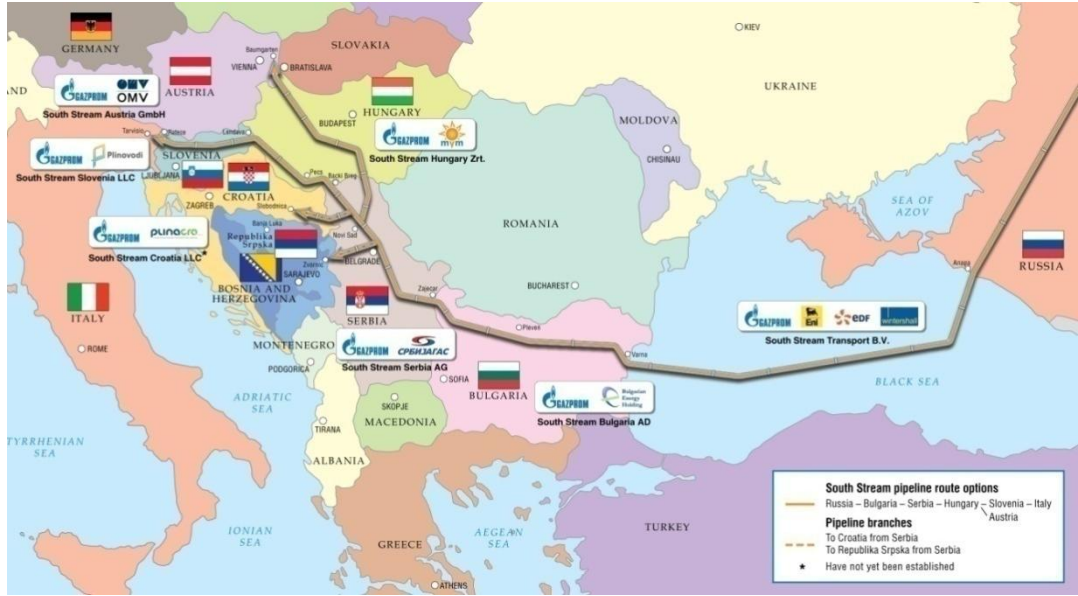 GERMANY
SLOVAKIA
KIEV
Baumgarten
VIENNA
BRATISLAVA
AUSTRIA
GAZPROM
OMV
OMV
South Stream Austria GmbH
HUNGARY
BUDAPEST
GAZPROM
South Stream Hungary Zrt.
UKRAINE
MOLDOVA
CHISINAU
AND
Tarvisio
Ratece
Lendava
GAZPROM
Plinovodi
South Stream Slovenia LLC
SLOVENIA
LJUBLJANA
CROATIA
ZAGREB
Pecs
Backi Breg
Slobodnica
GAZPROM
South Stream Croatia LLC*
Banja Luka
Republika
Srpska
Novi Sad
Zvornic
BELGRADE
SARAJEVO
BOSNIA AND
HERZEGOVINA
ROMANIA
BUCHAREST
SEA OF
AZOV
Anapa
RUSSIA
ITALY
ROME
SERBIA
Zajecar
Pleven
Varna
GAZPROM
Eni
edf
wintershall
South Stream Transport B.V.
MONTENEGRO
PODGORICA
GAZPROM
СРБИЈАГАС
South Stream Serbia AG
SOFIA
BULGARIA
GAZPROM
Bulgarian
Energy
Holding
South Stream Bulgaria AD
BLACK SEA
ADRIATIC
SEA
SKOPJE
MACEDONIA
TIRANA
ALBANIA
TYRRHENIAN
SEA
IONIAN
SEA
GREECE
AEGEAN
SEA
ATHENS
TURKEY
South Stream pipeline route options
Russia – Bulgaria – Serbia – Hungary – Slovenia – Italy
Austria
Pipeline branches
To Croatia from Serbia
To Republika Srpska from Serbia
★ Have not yet been established